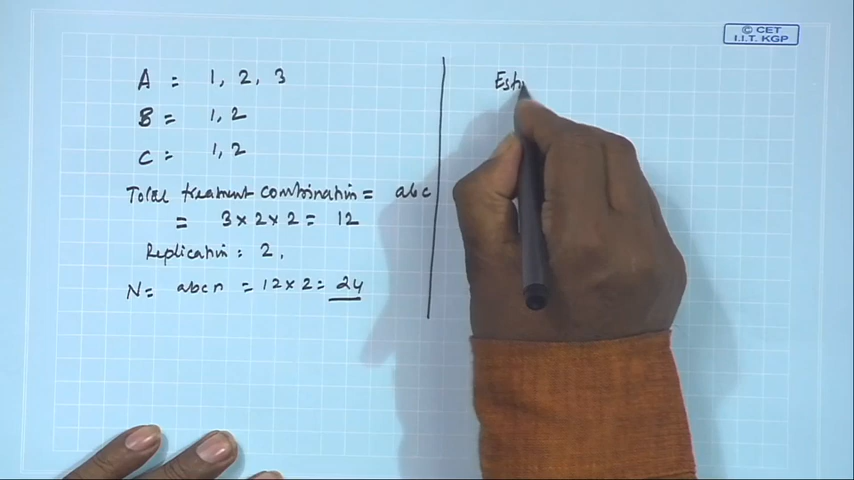 © CET
I.I.T. KGP
A = 1, 2, 3
B = 1, 2
C = 1, 2
Total treatment combination = abc
= 3 × 2 × 2 = 12
Replication : 2,
N = abcn = 12 × 2 = 24